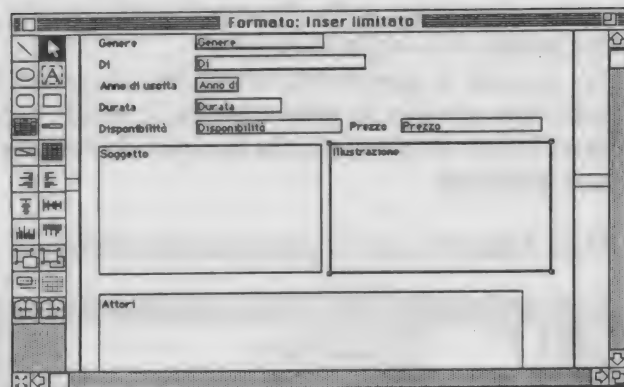 Formato: Inser limitato
Genere Genere
Di Di
Anno di uscita Anno di
Durata Durata
Disponibilità Disponibilità Prezzo Prezzo
Soggetto Illustrazione
Attori